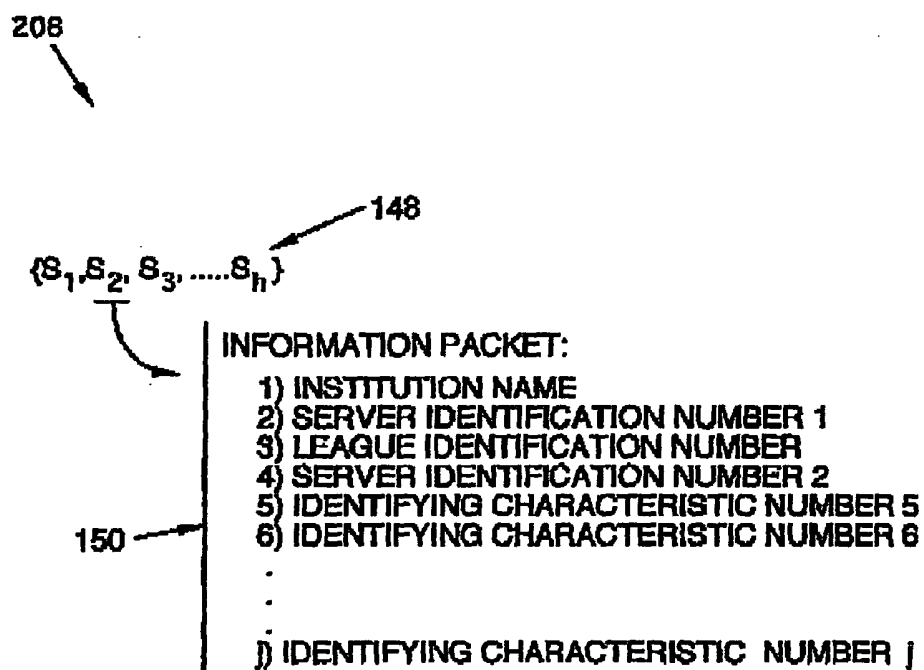 208
148
{S1,S2, S3, .....Sh}
INFORMATION PACKET:
1) INSTITUTION NAME
2) SERVER IDENTIFICATION NUMBER 1
3) LEAGUE IDENTIFICATION NUMBER
4) SERVER IDENTIFICATION NUMBER 2
5) IDENTIFYING CHARACTERISTIC NUMBER 5
150
6) IDENTIFYING CHARACTERISTIC NUMBER 6
.
.
.
j) IDENTIFYING CHARACTERISTIC NUMBER j